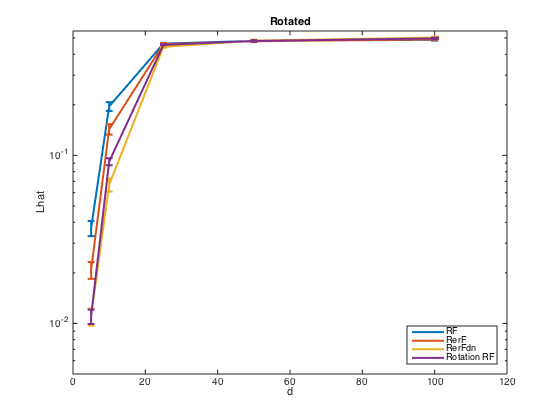 Rotated
Lhat
10^-1
10^-2
0 20 40 60 80 100 120
d
RF
RerF
RerFdn
Rotation RF